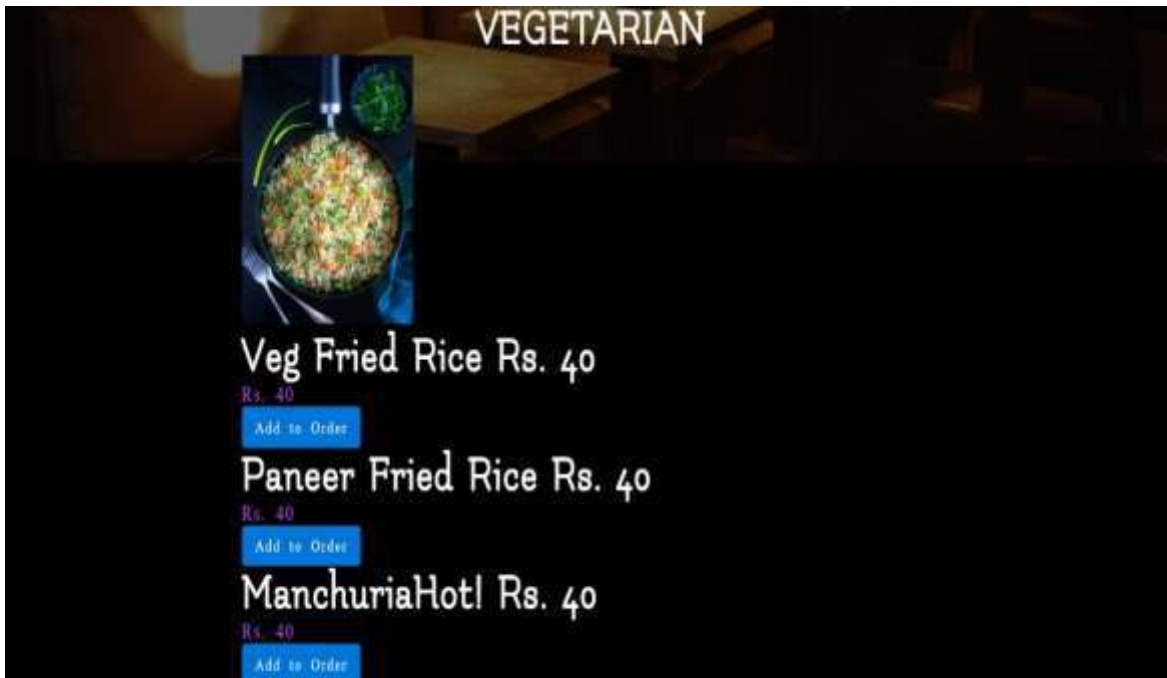 VEGETARIAN
Veg Fried Rice Rs. 40
Rs. 40
Add to Order
Paneer Fried Rice Rs. 40
Rs. 40
Add to Order
ManchuriaHot! Rs. 40
Rs. 40
Add to Order